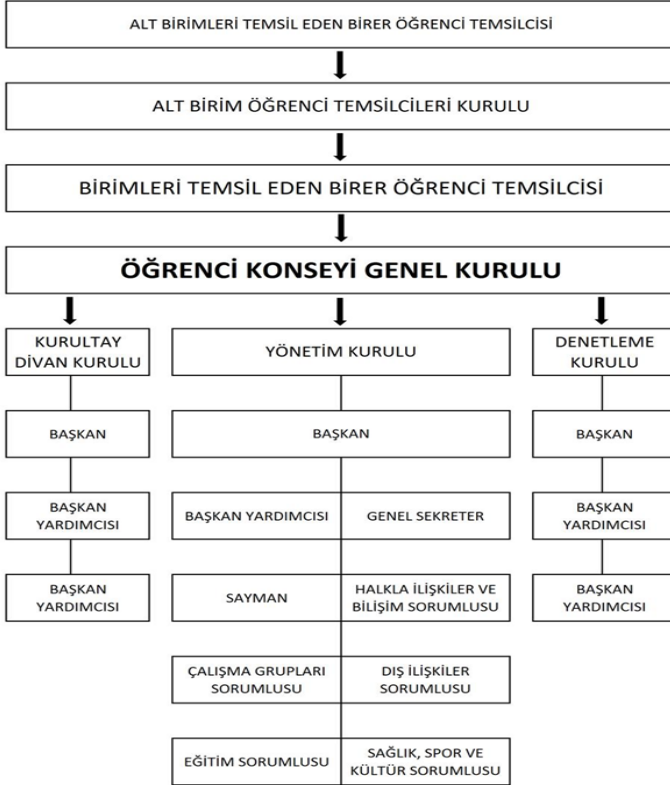 ALT BİRİMLERİ TEMSİL EDEN BİRER ÖĞRENCİ TEMSİLCİSİ
ALT BİRİM ÖĞRENCİ TEMSİLCİLERİ KURULU
BİRİMLERİ TEMSİL EDEN BİRER ÖĞRENCİ TEMSİLCİSİ
ÖĞRENCİ KONSEYİ GENEL KURULU
KURULTAY
DİVAN KURULU
YÖNETİM KURULU
DENETLEME
KURULU
BAŞKAN
BAŞKAN
BAŞKAN
BAŞKAN
YARDIMCISI
BAŞKAN YARDIMCISI
GENEL SEKRETER
BAŞKAN
YARDIMCISI
BAŞKAN
YARDIMCISI
SAYMAN
HALKLA İLİŞKİLER VE
BİLİŞİM SORUMLUSU
BAŞKAN
YARDIMCISI
ÇALIŞMA GRUPLARI
SORUMLUSU
DIŞ İLİŞKİLER
SORUMLUSU
EĞİTİM SORUMLUSU
SAĞLIK, SPOR VE
KÜLTÜR SORUMLUSU